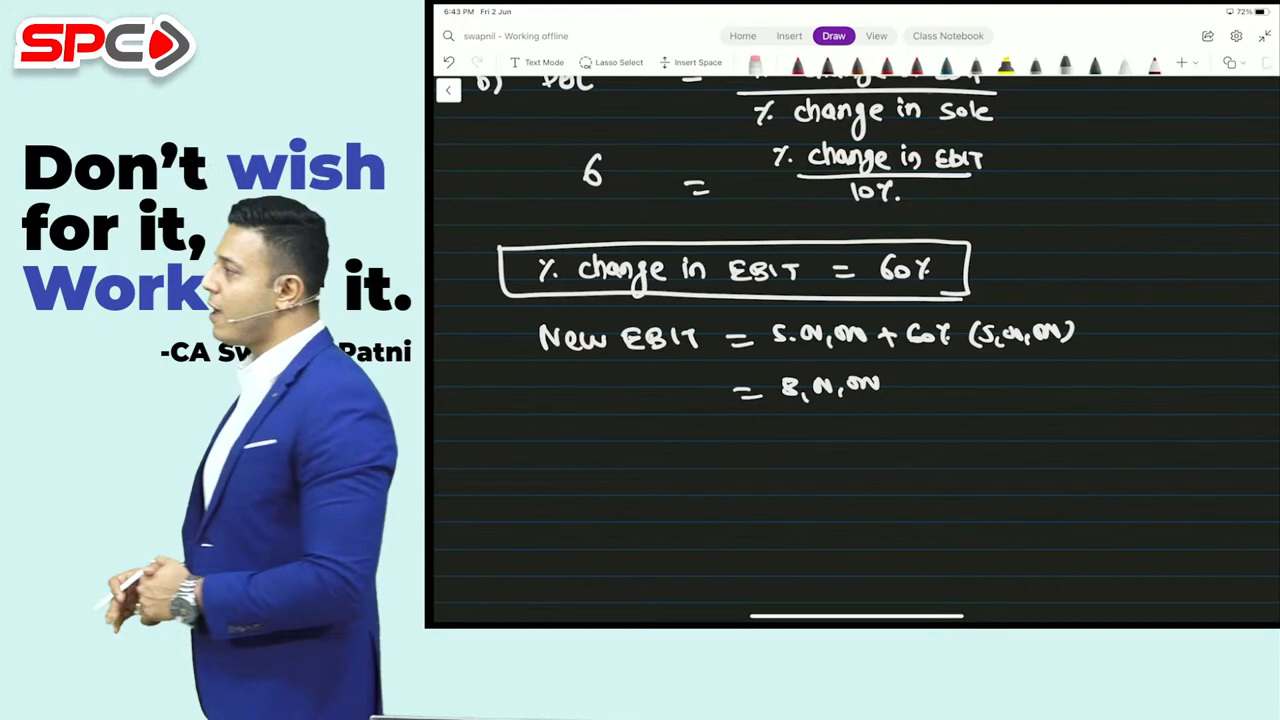 SPC
Don't wish
for it,
Work it.
-CA Sw Patni
6:43 PM Fri 2 Jun
72%
swapnil - Working offline
Home Insert Draw View Class Notebook
Text Mode Lasso Select Insert Space
b) DOL =
% change in Sale
6 = % change in EBIT
10%.
% change in EBIT = 60%
New EBIT = 5,00,000 + 60% (5,00,000)
= 8,00,000